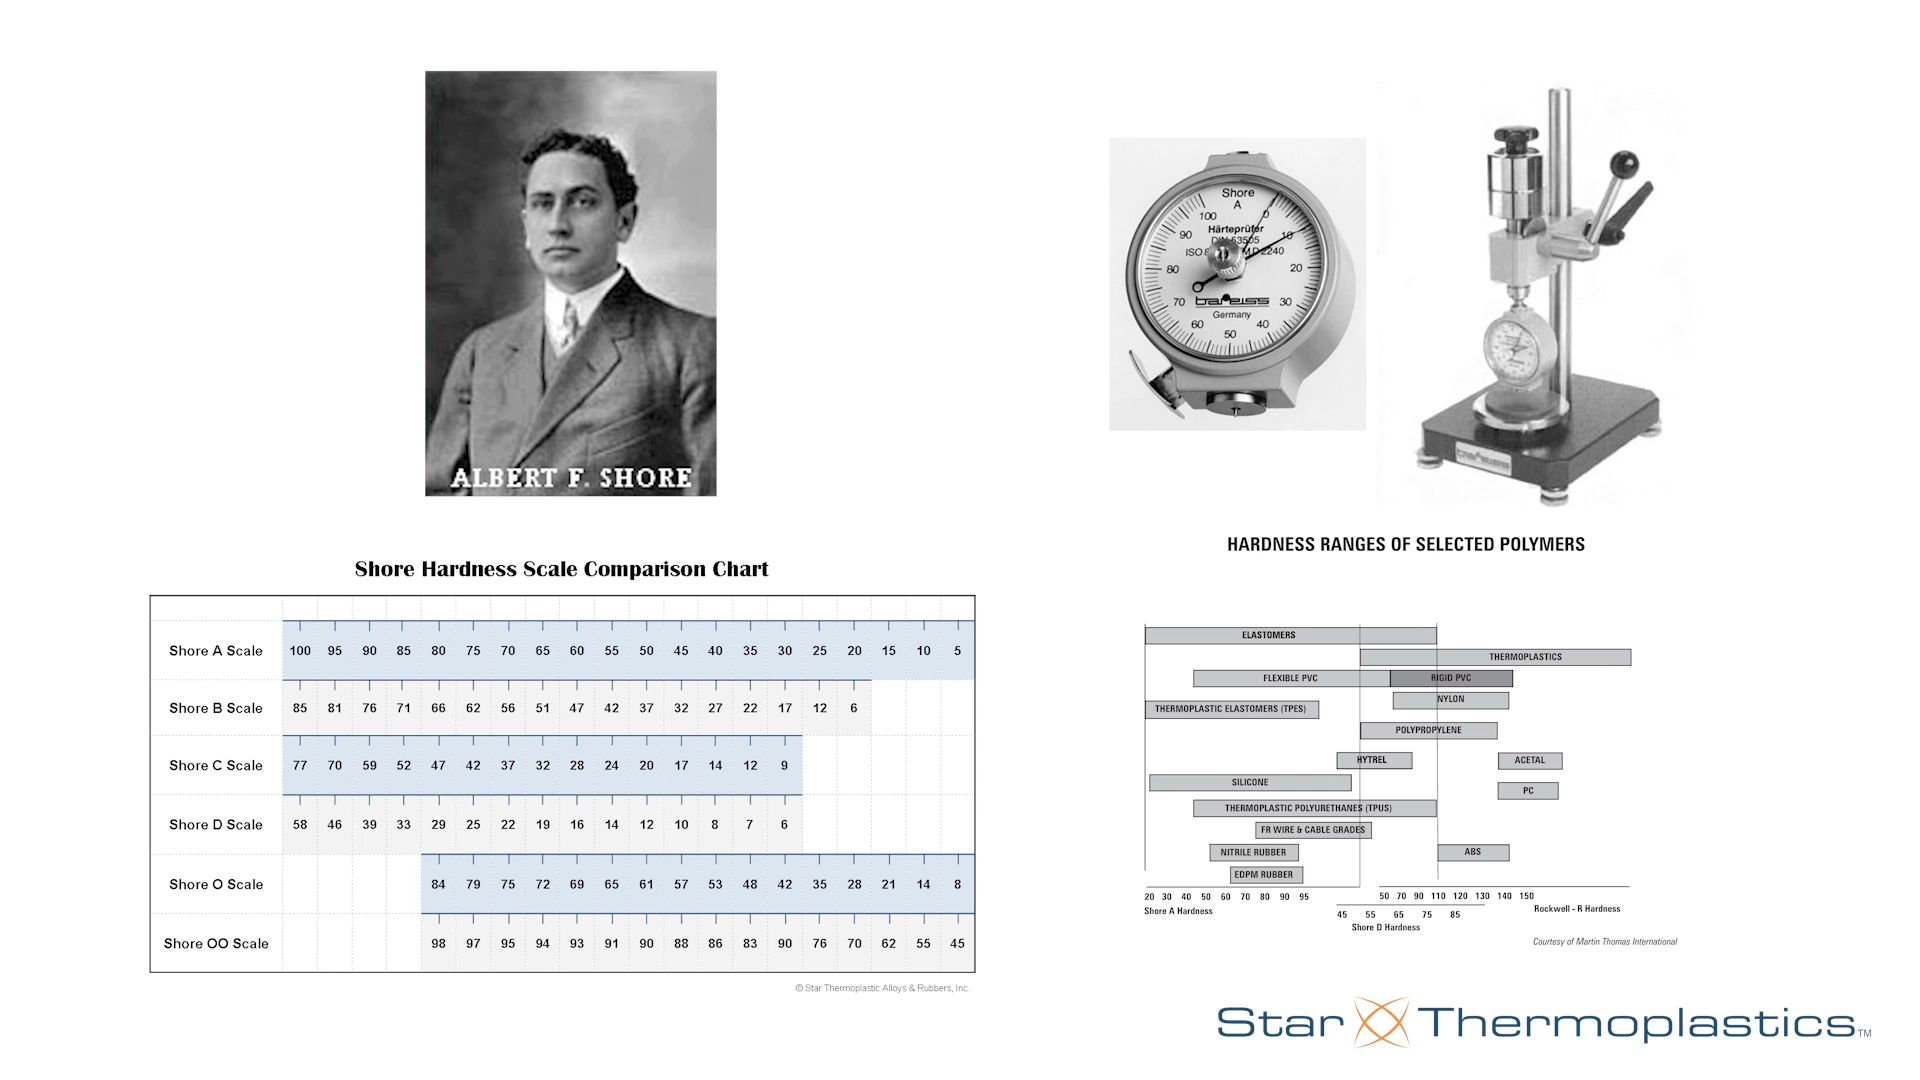 ALBERT F. SHORE
Shore
A
100 0
Härteprüfer
90 10
DIN 53505
ISO 8 M D 2240
80 20
bareiss
70 30
Germany
60 40
50
bareiss
Shore Hardness Scale Comparison Chart
Shore A Scale 100 95 90 85 80 75 70 65 60 55 50 45 40 35 30 25 20 15 10 5
Shore B Scale 85 81 76 71 66 62 56 51 47 42 37 32 27 22 17 12 6
Shore C Scale 77 70 59 52 47 42 37 32 28 24 20 17 14 12 9
Shore D Scale 58 46 39 33 29 25 22 19 16 14 12 10 8 7 6
Shore O Scale 84 79 75 72 69 65 61 57 53 48 42 35 28 21 14 8
Shore OO Scale 98 97 95 94 93 91 90 88 86 83 90 76 70 62 55 45
© Star Thermoplastic Alloys & Rubbers, Inc.
HARDNESS RANGES OF SELECTED POLYMERS
ELASTOMERS
THERMOPLASTICS
FLEXIBLE PVC RIGID PVC
NYLON
THERMOPLASTIC ELASTOMERS (TPES)
POLYPROPYLENE
HYTREL ACETAL
SILICONE
PC
THERMOPLASTIC POLYURETHANES (TPUS)
FR WIRE & CABLE GRADES
NITRILE RUBBER ABS
EDPM RUBBER
20 30 40 50 60 70 80 90 95 50 70 90 110 120 130 140 150
Shore A Hardness Rockwell - R Hardness
45 55 65 75 85
Shore D Hardness
Courtesy of Martin Thomas International
Star Thermoplastics™